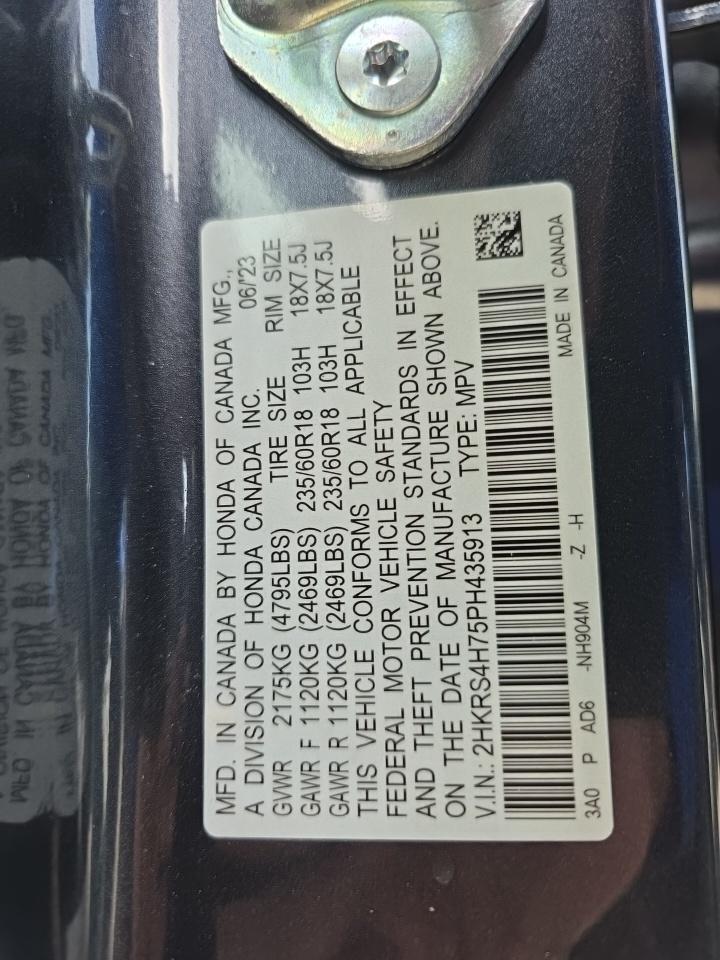 MFD. IN CANADA BY HONDA OF CANADA MFG.,
A DIVISION OF HONDA CANADA INC. 06/'23
GVWR 2175KG (4795LBS) TIRE SIZE RIM SIZE
GAWR F 1120KG (2469LBS) 235/60R18 103H 18X7.5J
GAWR R 1120KG (2469LBS) 235/60R18 103H 18X7.5J
THIS VEHICLE CONFORMS TO ALL APPLICABLE
FEDERAL MOTOR VEHICLE SAFETY
AND THEFT PREVENTION STANDARDS IN EFFECT
ON THE DATE OF MANUFACTURE SHOWN ABOVE.
V.I.N.: 2HKRS4H75PH435913 TYPE: MPV
MADE IN CANADA
3A0 P AD6 -NH904M -Z -H